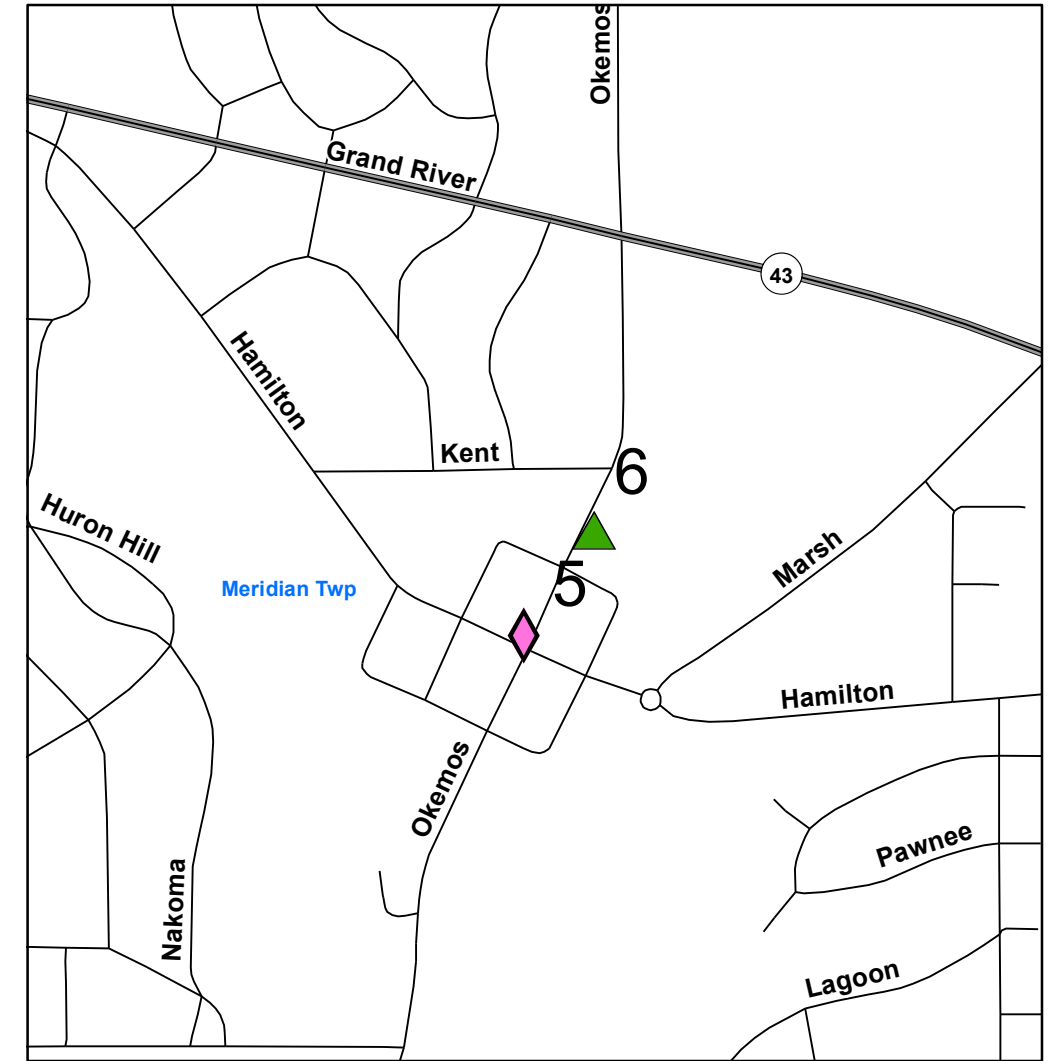 Okemos
Grand River
43
Hamilton
Kent
6
Huron Hill
Marsh
5
Meridian Twp
Hamilton
Okemos
Pawnee
Nakoma
Lagoon